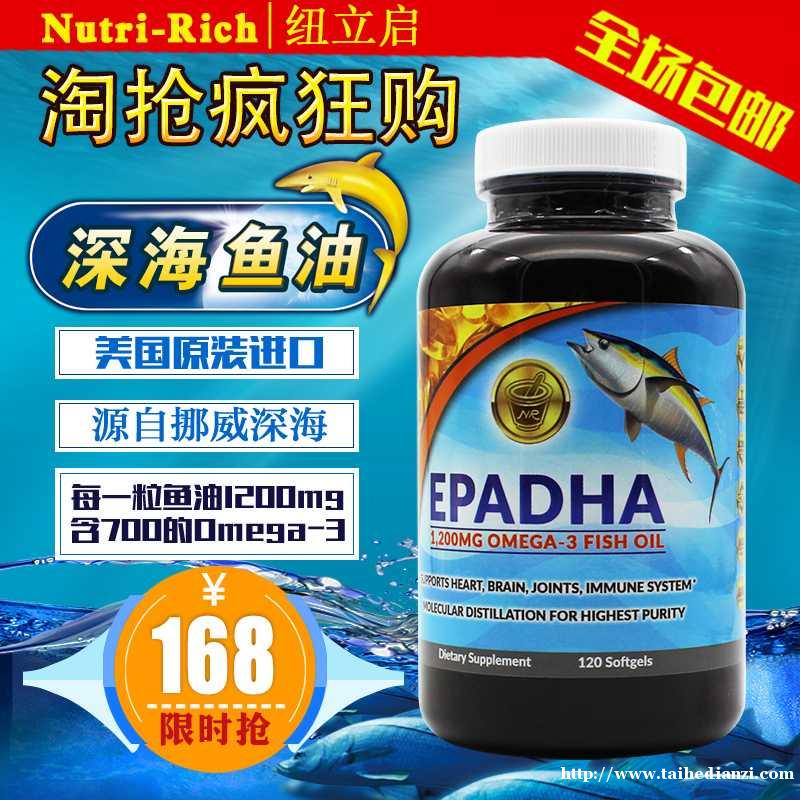 Nutri-Rich|纽立启
全场包邮
淘抢疯狂购
深海鱼油
美国原装进口
源自挪威深海
每一粒鱼油1200mg
含700的Omega-3
¥
168
限时抢
NR
EPADHA
1,200MG OMEGA-3 FISH OIL
SUPPORTS HEART, BRAIN, JOINTS, IMMUNE SYSTEM*
MOLECULAR DISTILLATION FOR HIGHEST PURITY
Dietary Supplement
120 Softgels
http://www.taihedianzi.com